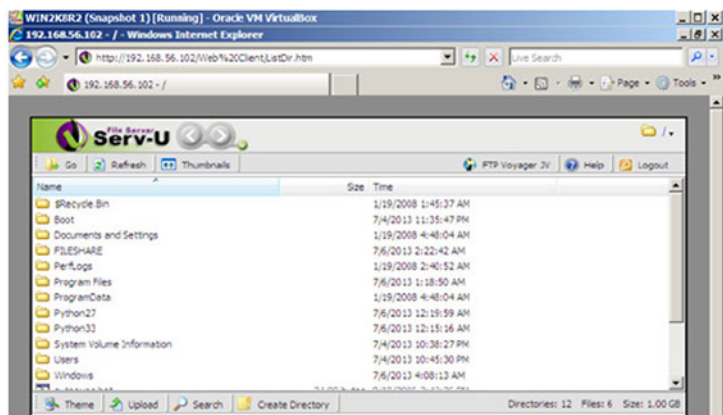 WIN2K8R2 (Snapshot 1) [Running] - Oracle VM VirtualBox
192.168.56.102 - / - Windows Internet Explorer
http://192.168.56.102/Web%20Client/ListDir.htm
Live Search
192.168.56.102 - /
Page
Tools
File Server
Serv-U
/
Go Refresh Thumbnails FTP Voyager JV Help Logout
Name Size Time
$Recycle.Bin 1/19/2008 1:45:37 AM
Boot 7/4/2013 11:35:47 PM
Documents and Settings 1/19/2008 4:48:04 AM
FILESHARE 7/6/2013 2:22:42 AM
PerfLogs 1/19/2008 2:40:52 AM
Program Files 7/6/2013 1:18:50 AM
ProgramData 1/19/2008 4:48:04 AM
Python27 7/6/2013 12:19:59 AM
Python33 7/6/2013 12:15:16 AM
System Volume Information 7/4/2013 10:38:27 PM
Users 7/4/2013 10:45:30 PM
Windows 7/6/2013 4:08:13 AM
Theme Upload Search Create Directory Directories: 12 Files: 6 Size: 1.00 GB